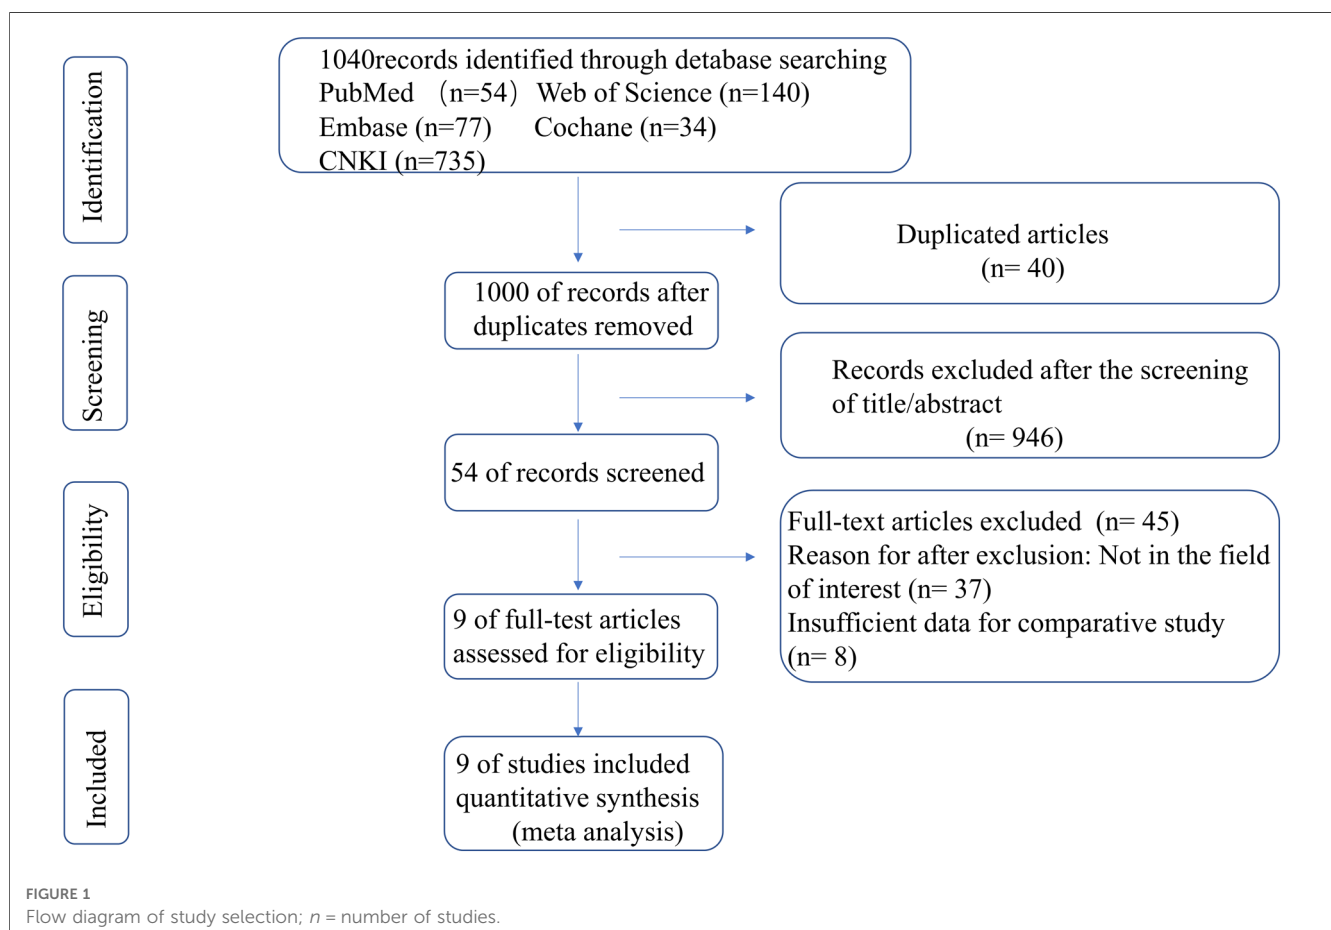 Identification
1040records identified through detabase searching
PubMed （n=54） Web of Science (n=140)
Embase (n=77) Cochane (n=34)
CNKI (n=735)
Duplicated articles
(n= 40)
Screening
1000 of records after
duplicates removed
Records excluded after the screening
of title/abstract
(n= 946)
54 of records screened
Eligibility
Full-text articles excluded (n= 45)
Reason for after exclusion: Not in the field
of interest (n= 37)
Insufficient data for comparative study
(n= 8)
9 of full-test articles
assessed for eligibility
Included
9 of studies included
quantitative synthesis
(meta analysis)
FIGURE 1
Flow diagram of study selection; n = number of studies.